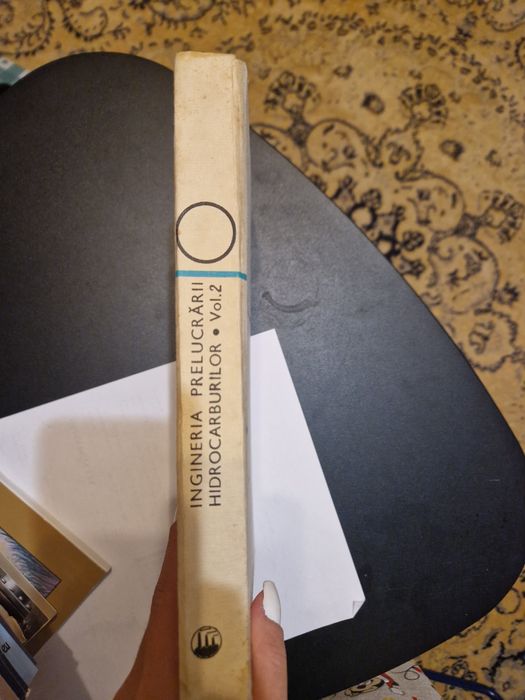 INGINERIA PRELUCRĂRII
HIDROCARBURILOR • Vol.2